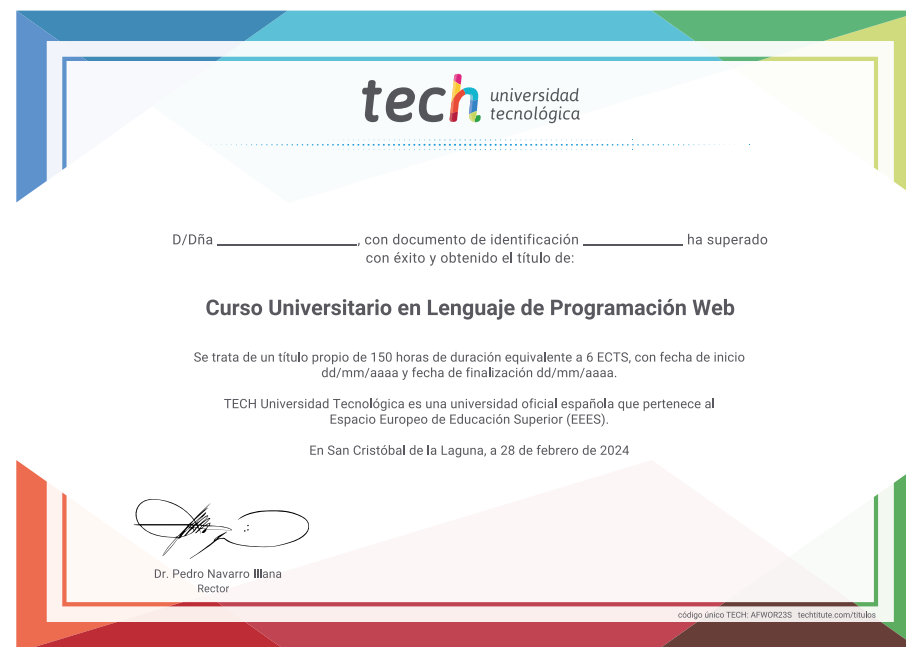 tech universidad
tecnológica
D/Dña ________________, con documento de identificación ____________ ha superado
con éxito y obtenido el título de:
Curso Universitario en Lenguaje de Programación Web
Se trata de un título propio de 150 horas de duración equivalente a 6 ECTS, con fecha de inicio
dd/mm/aaaa y fecha de finalización dd/mm/aaaa.
TECH Universidad Tecnológica es una universidad oficial española que pertenece al
Espacio Europeo de Educación Superior (EEES).
En San Cristóbal de la Laguna, a 28 de febrero de 2024
Dr. Pedro Navarro Illana
Rector
código único TECH: AFWOR23S techtitute.com/titulos